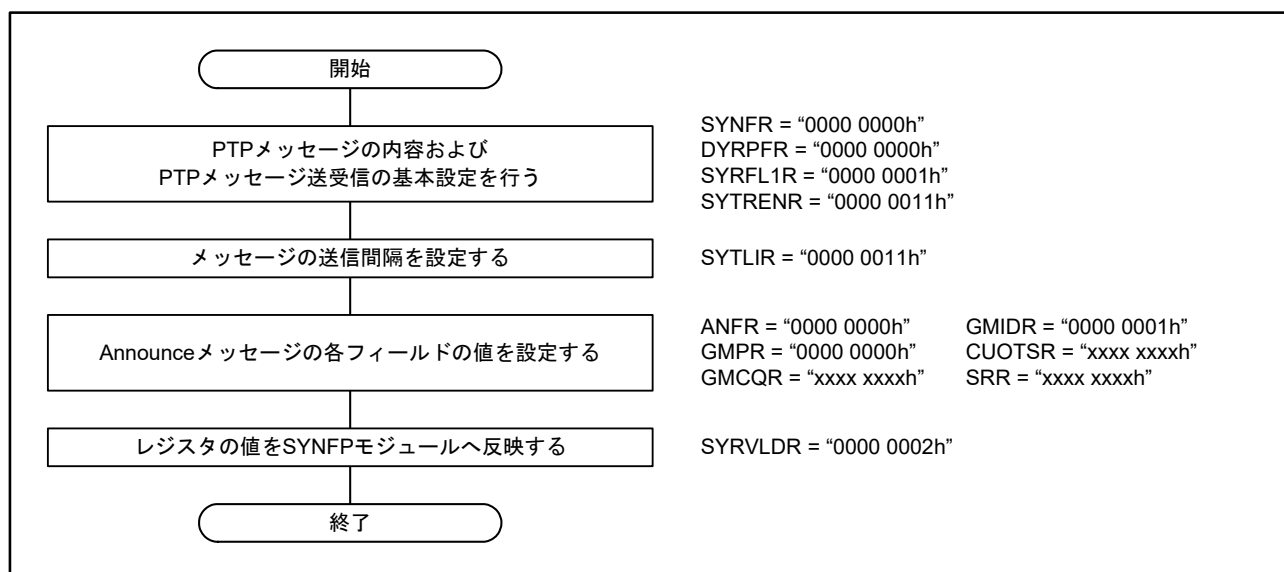 開始
PTPメッセージの内容および
PTPメッセージ送受信の基本設定を行う
SYNFR = “0000 0000h”
DYRPFR = “0000 0000h”
SYRFL1R = “0000 0001h”
SYTRENR = “0000 0011h”
メッセージの送信間隔を設定する
SYTLIR = “0000 0011h”
Announceメッセージの各フィールドの値を設定する
ANFR = “0000 0000h” GMIDR = “0000 0001h”
GMPR = “0000 0000h” CUOTSR = “xxxx xxxxh”
GMCQR = “xxxx xxxxh” SRR = “xxxx xxxxh”
レジスタの値をSYNFPモジュールへ反映する
SYRVLDR = “0000 0002h”
終了